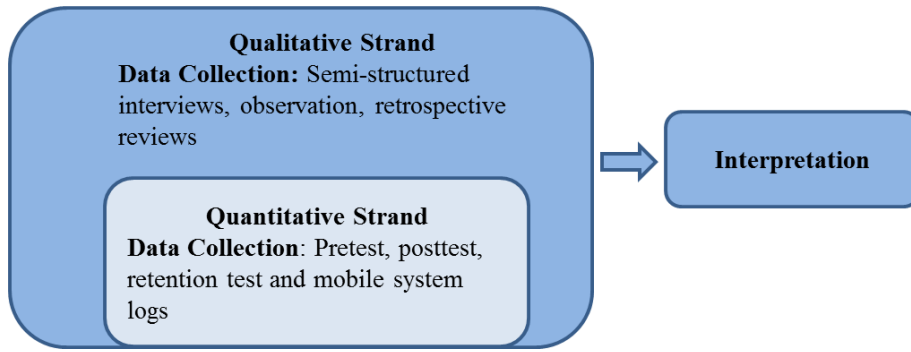 Qualitative Strand
Data Collection: Semi-structured
interviews, observation, retrospective
reviews
Quantitative Strand
Data Collection: Pretest, posttest,
retention test and mobile system
logs
Interpretation